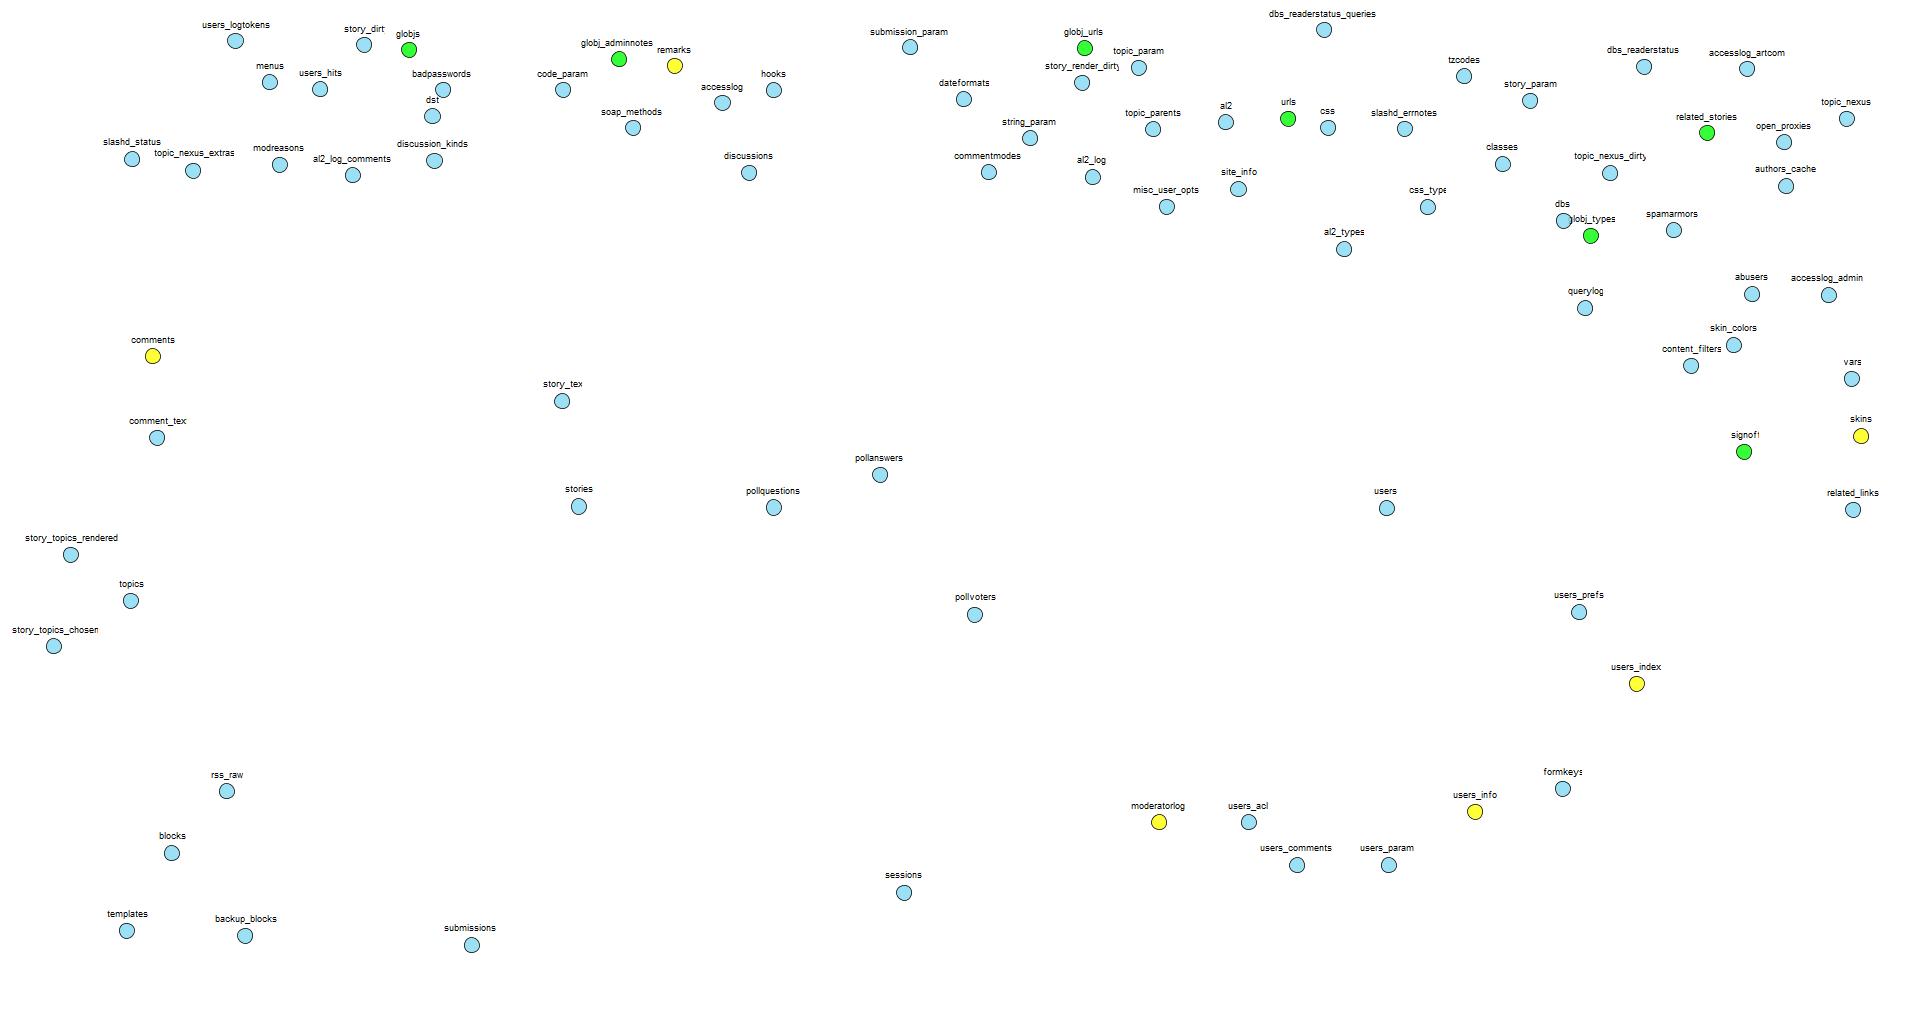 dbs_readerstatus_queries
users_logtokens
story_dirt
globjs
submission_param
globj_urls
globj_adminnotes
remarks
topic_param
dbs_readerstatus
accesslog_artcom
tzcodes
menus
users_hits
badpasswords
code_param
hooks
story_render_dirty
accesslog
dateformats
story_param
dst
soap_methods
string_param
topic_parents
al2
urls
css
slashd_errnotes
related_stories
open_proxies
topic_nexus
slashd_status
topic_nexus_extras
modreasons
al2_log_comments
discussion_kinds
discussions
commentmodes
al2_log
site_info
classes
topic_nexus_dirty
authors_cache
misc_user_opts
css_type
dbs
lobj_types
spamarmors
al2_types
querylog
abusers
accesslog_admin
skin_colors
comments
content_filters
vars
story_tex
comment_tex
skins
signof
pollanswers
stories
pollquestions
users
related_links
story_topics_rendered
topics
pollvoters
users_prefs
story_topics_chosen
users_index
rss_raw
formkeys
users_info
moderatorlog
users_acl
blocks
users_comments
users_param
sessions
templates
backup_blocks
submissions